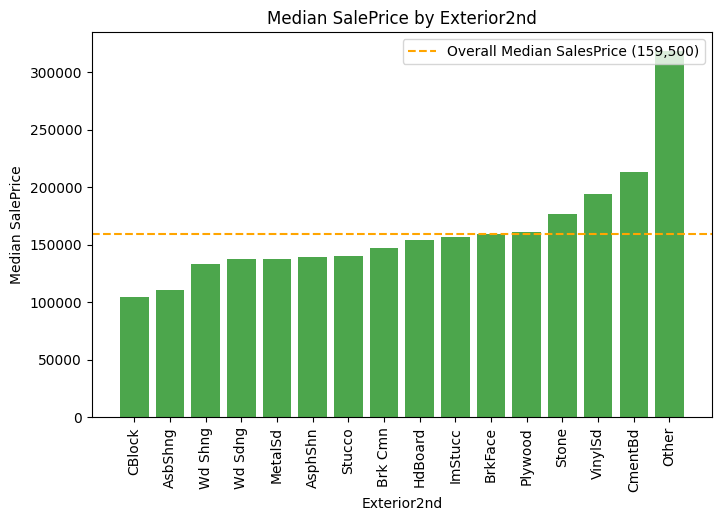 Median SalePrice by Exterior2nd
Overall Median SalesPrice (159,500)
Median SalePrice
300000
250000
200000
150000
100000
50000
0
CBlock
AsbShng
Wd Shng
Wd Sdng
MetalSd
AsphShn
Stucco
Brk Cmn
HdBoard
ImStucc
BrkFace
Plywood
Stone
VinylSd
CmentBd
Other
Exterior2nd